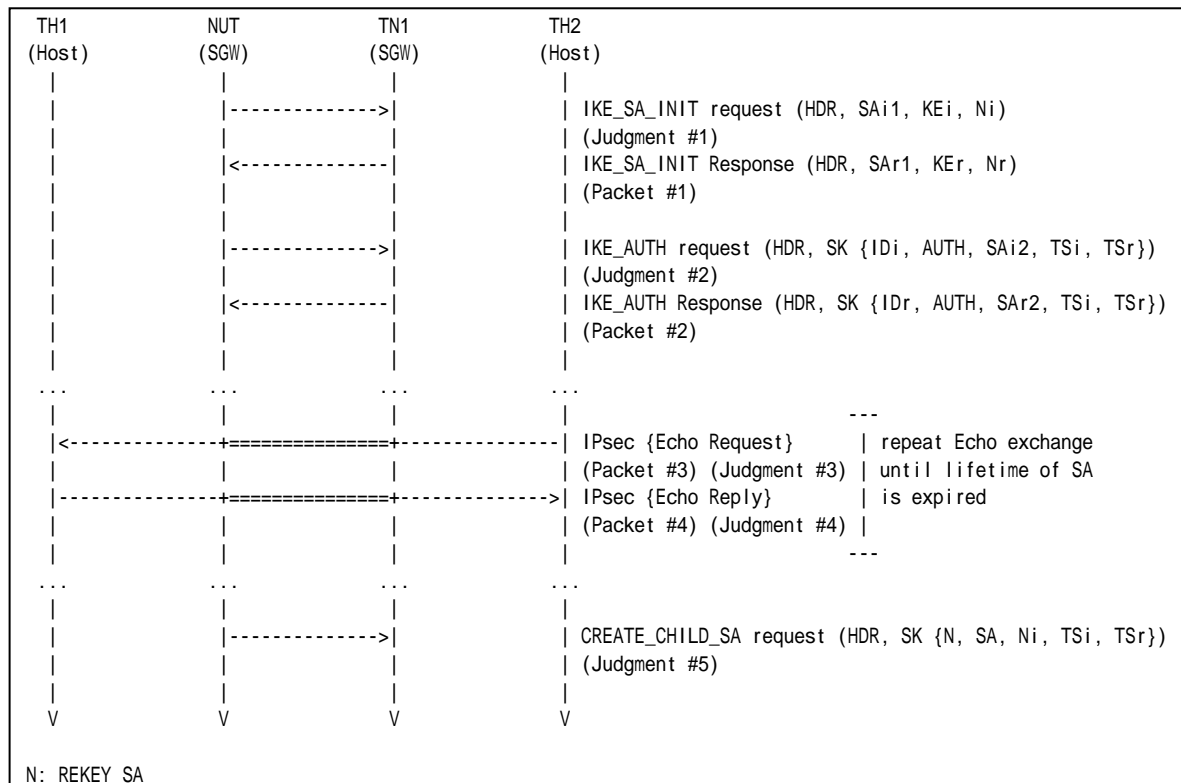 TH1 NUT TN1 TH2
(Host) (SGW) (SGW) (Host)
| | | |
| |-------------->| | IKE_SA_INIT request (HDR, SAi1, KEi, Ni)
| | | | (Judgment #1)
| |<--------------| | IKE_SA_INIT Response (HDR, SAr1, KEr, Nr)
| | | | (Packet #1)
| | | |
| |-------------->| | IKE_AUTH request (HDR, SK {IDi, AUTH, SAi2, TSi, TSr})
| | | | (Judgment #2)
| |<--------------| | IKE_AUTH Response (HDR, SK {IDr, AUTH, SAr2, TSi, TSr})
| | | | (Packet #2)
| | | |
... ... ... ...
| | | | ---
|<--------------+===============+--------------| IPsec {Echo Request} | repeat Echo exchange
| | | | (Packet #3) (Judgment #3) | until lifetime of SA
|---------------+===============+------------->| IPsec {Echo Reply} | is expired
| | | | (Packet #4) (Judgment #4) |
| | | | ---
... ... ... ...
| | | |
| |-------------->| | CREATE_CHILD_SA request (HDR, SK {N, SA, Ni, TSi, TSr})
| | | | (Judgment #5)
| | | |
V V V V
N: REKEY_SA